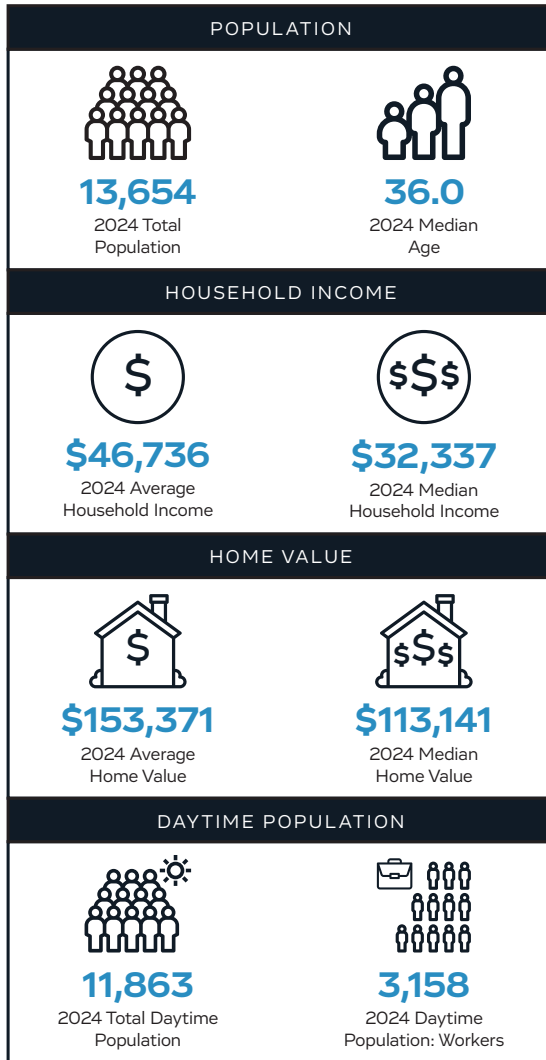 POPULATION
13,654
2024 Total
Population
36.0
2024 Median
Age
HOUSEHOLD INCOME
$
$46,736
2024 Average
Household Income
$$$
$32,337
2024 Median
Household Income
HOME VALUE
$
$153,371
2024 Average
Home Value
$$$
$113,141
2024 Median
Home Value
DAYTIME POPULATION
11,863
2024 Total Daytime
Population
3,158
2024 Daytime
Population: Workers